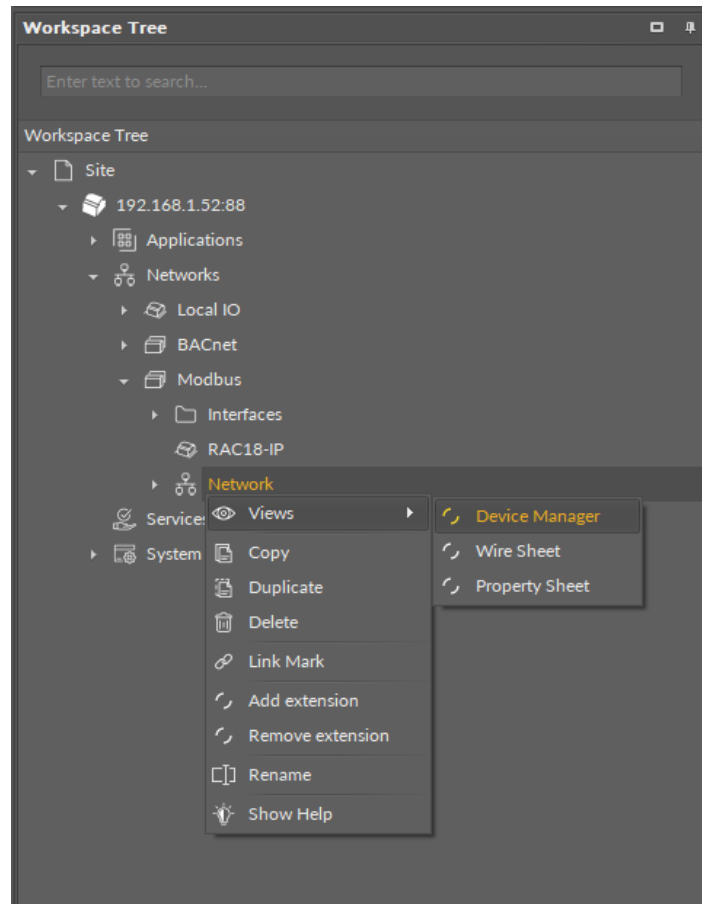 Workspace Tree
Enter text to search...
Workspace Tree
Site
192.168.1.52:88
Applications
Networks
Local IO
BACnet
Modbus
Interfaces
RAC18-IP
Network
Services
System
Views
Copy
Duplicate
Delete
Link Mark
Add extension
Remove extension
Rename
Show Help
Device Manager
Wire Sheet
Property Sheet